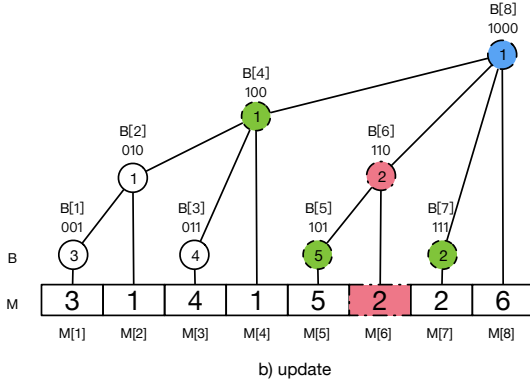 B[8]
1000
1
B[4]
100
1
B[2]
010
1
B[6]
110
2
B[1]
001
3
B[3]
011
4
B[5]
101
5
B[7]
111
2
B
M 3 1 4 1 5 2 2 6
M[1] M[2] M[3] M[4] M[5] M[6] M[7] M[8]
b) update